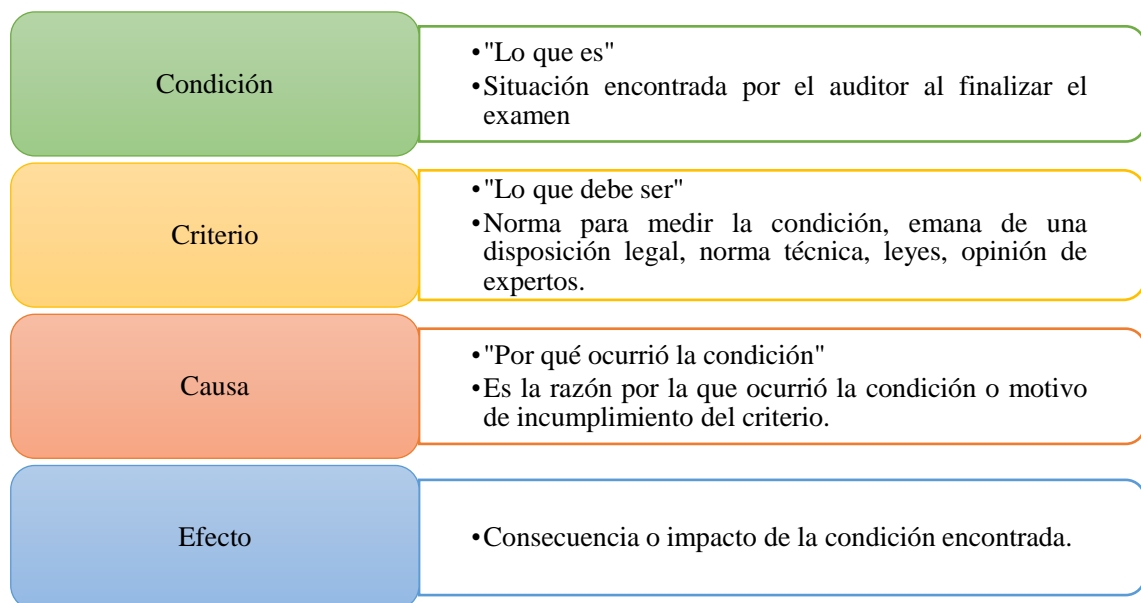 Condición
•"Lo que es"
•Situación encontrada por el auditor al finalizar el
examen
Criterio
•"Lo que debe ser"
•Norma para medir la condición, emana de una
disposición legal, norma técnica, leyes, opinión de
expertos.
Causa
•"Por qué ocurrió la condición"
•Es la razón por la que ocurrió la condición o motivo
de incumplimiento del criterio.
Efecto
•Consecuencia o impacto de la condición encontrada.